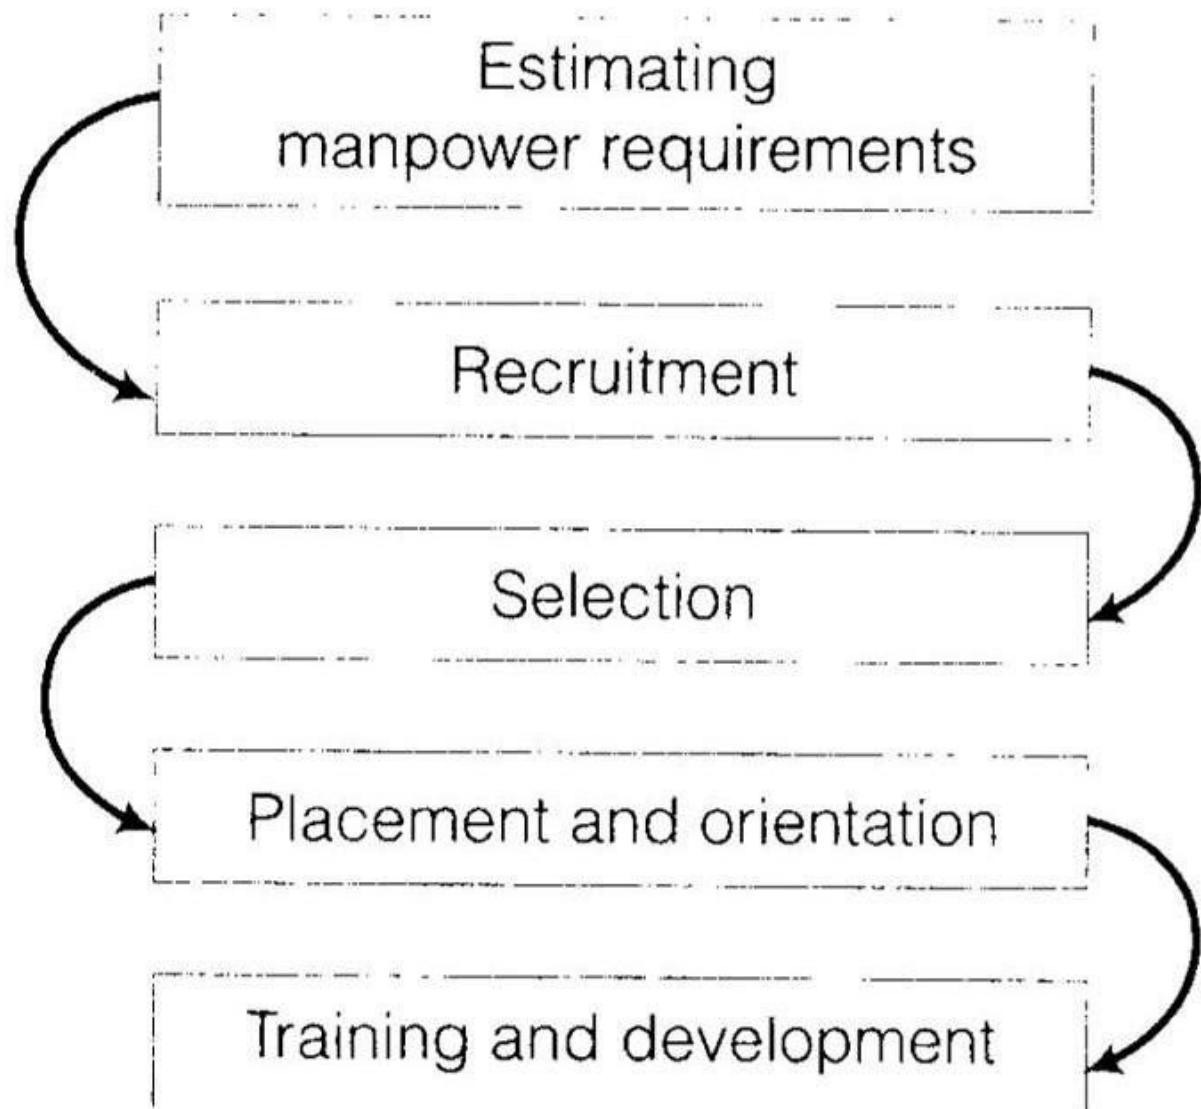 Estimating
manpower requirements
Recruitment
Selection
Placement and orientation
Training and development